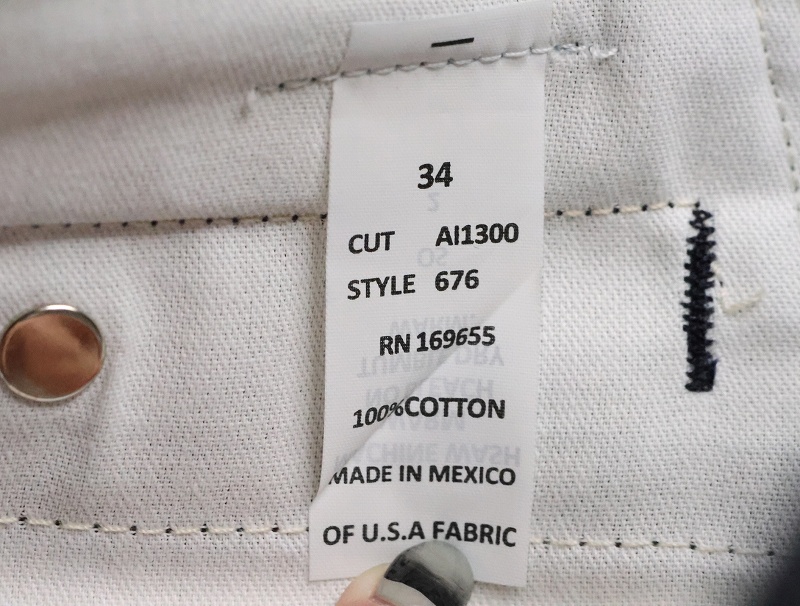 34
CUT AI1300
STYLE 676
RN 169655
100%COTTON
MADE IN MEXICO
OF U.S.A FABRIC